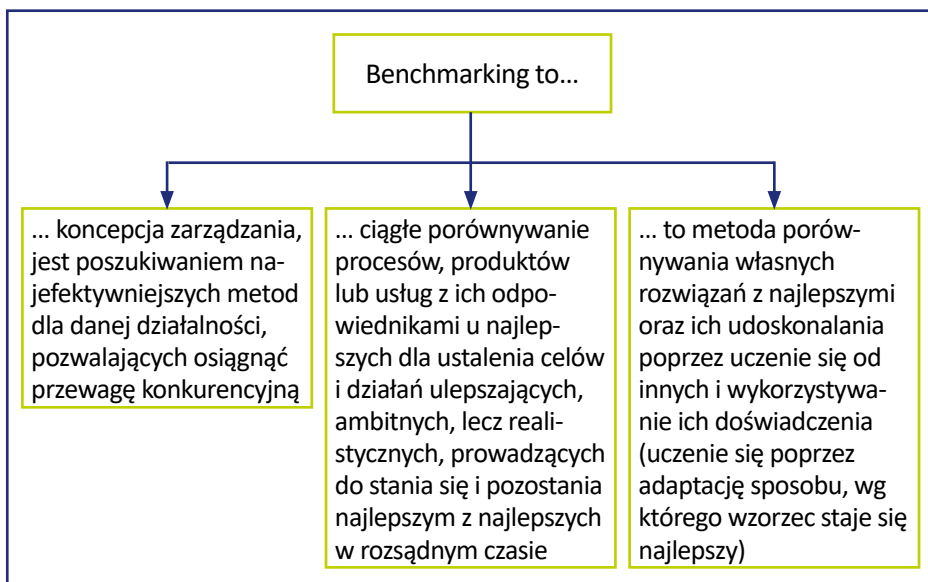 Benchmarking to...
... koncepcja zarządzania,
jest poszukiwaniem na-
jefektywniejszych metod
dla danej działalności,
pozwalających osiągnąć
przewagę konkurencyjną
... ciągłe porównywanie
procesów, produktów
lub usług z ich odpo-
wiednikami u najlep-
szych dla ustalenia celów
i działań ulepszających,
ambitnych, lecz reali-
stycznych, prowadzących
do stania się i pozostania
najlepszym z najlepszych
w rozsądnym czasie
... to metoda porów-
nywania własnych
rozwiązań z najlepszymi
oraz ich udoskonalania
poprzez uczenie się od
innych i wykorzystywa-
nie ich doświadczenia
(uczenie się poprzez
adaptację sposobu, wg
którego wzorzec staje się
najlepszy)